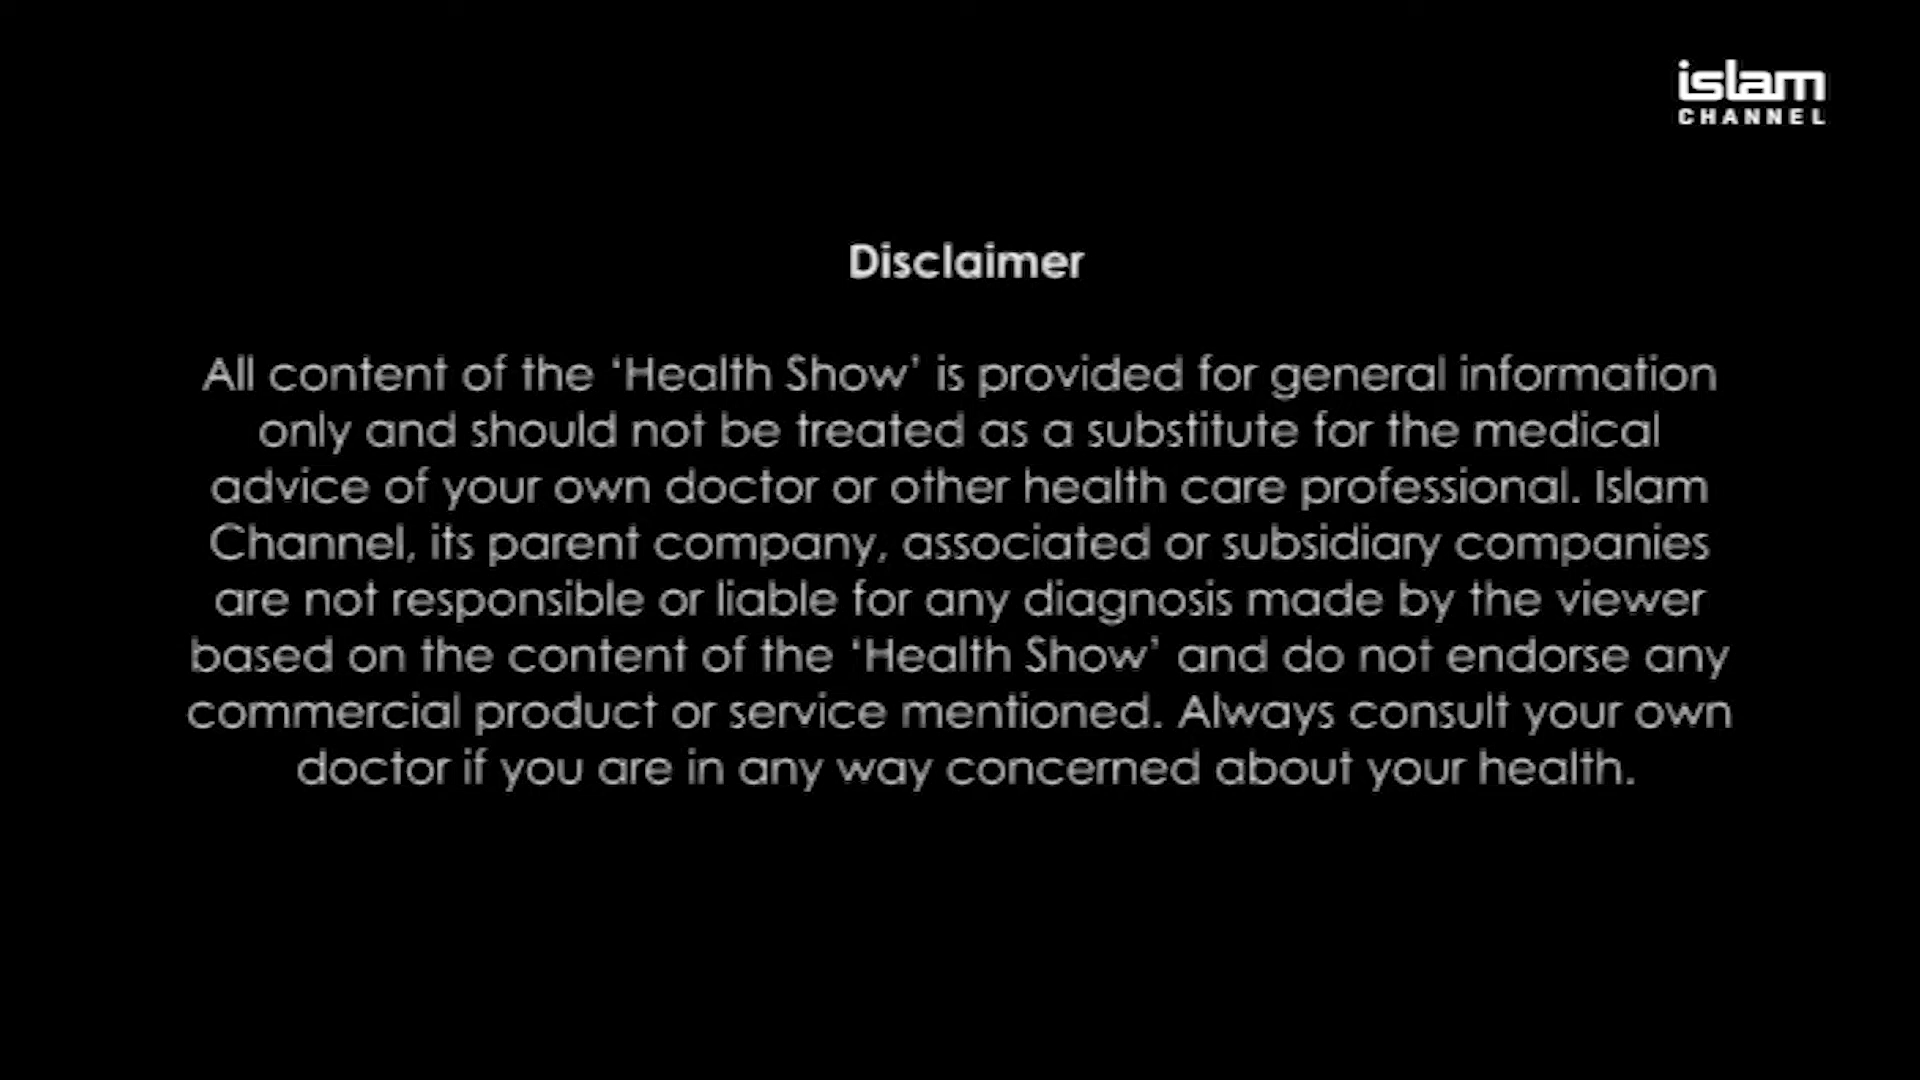 islam
CHANNEL
Disclaimer
All content of the ‘Health Show’ is provided for general information
only and should not be treated as a substitute for the medical
advice of your own doctor or other health care professional. Islam
Channel, its parent company, associated or subsidiary companies
are not responsible or liable for any diagnosis made by the viewer
based on the content of the ‘Health Show’ and do not endorse any
commercial product or service mentioned. Always consult your own
doctor if you are in any way concerned about your health.